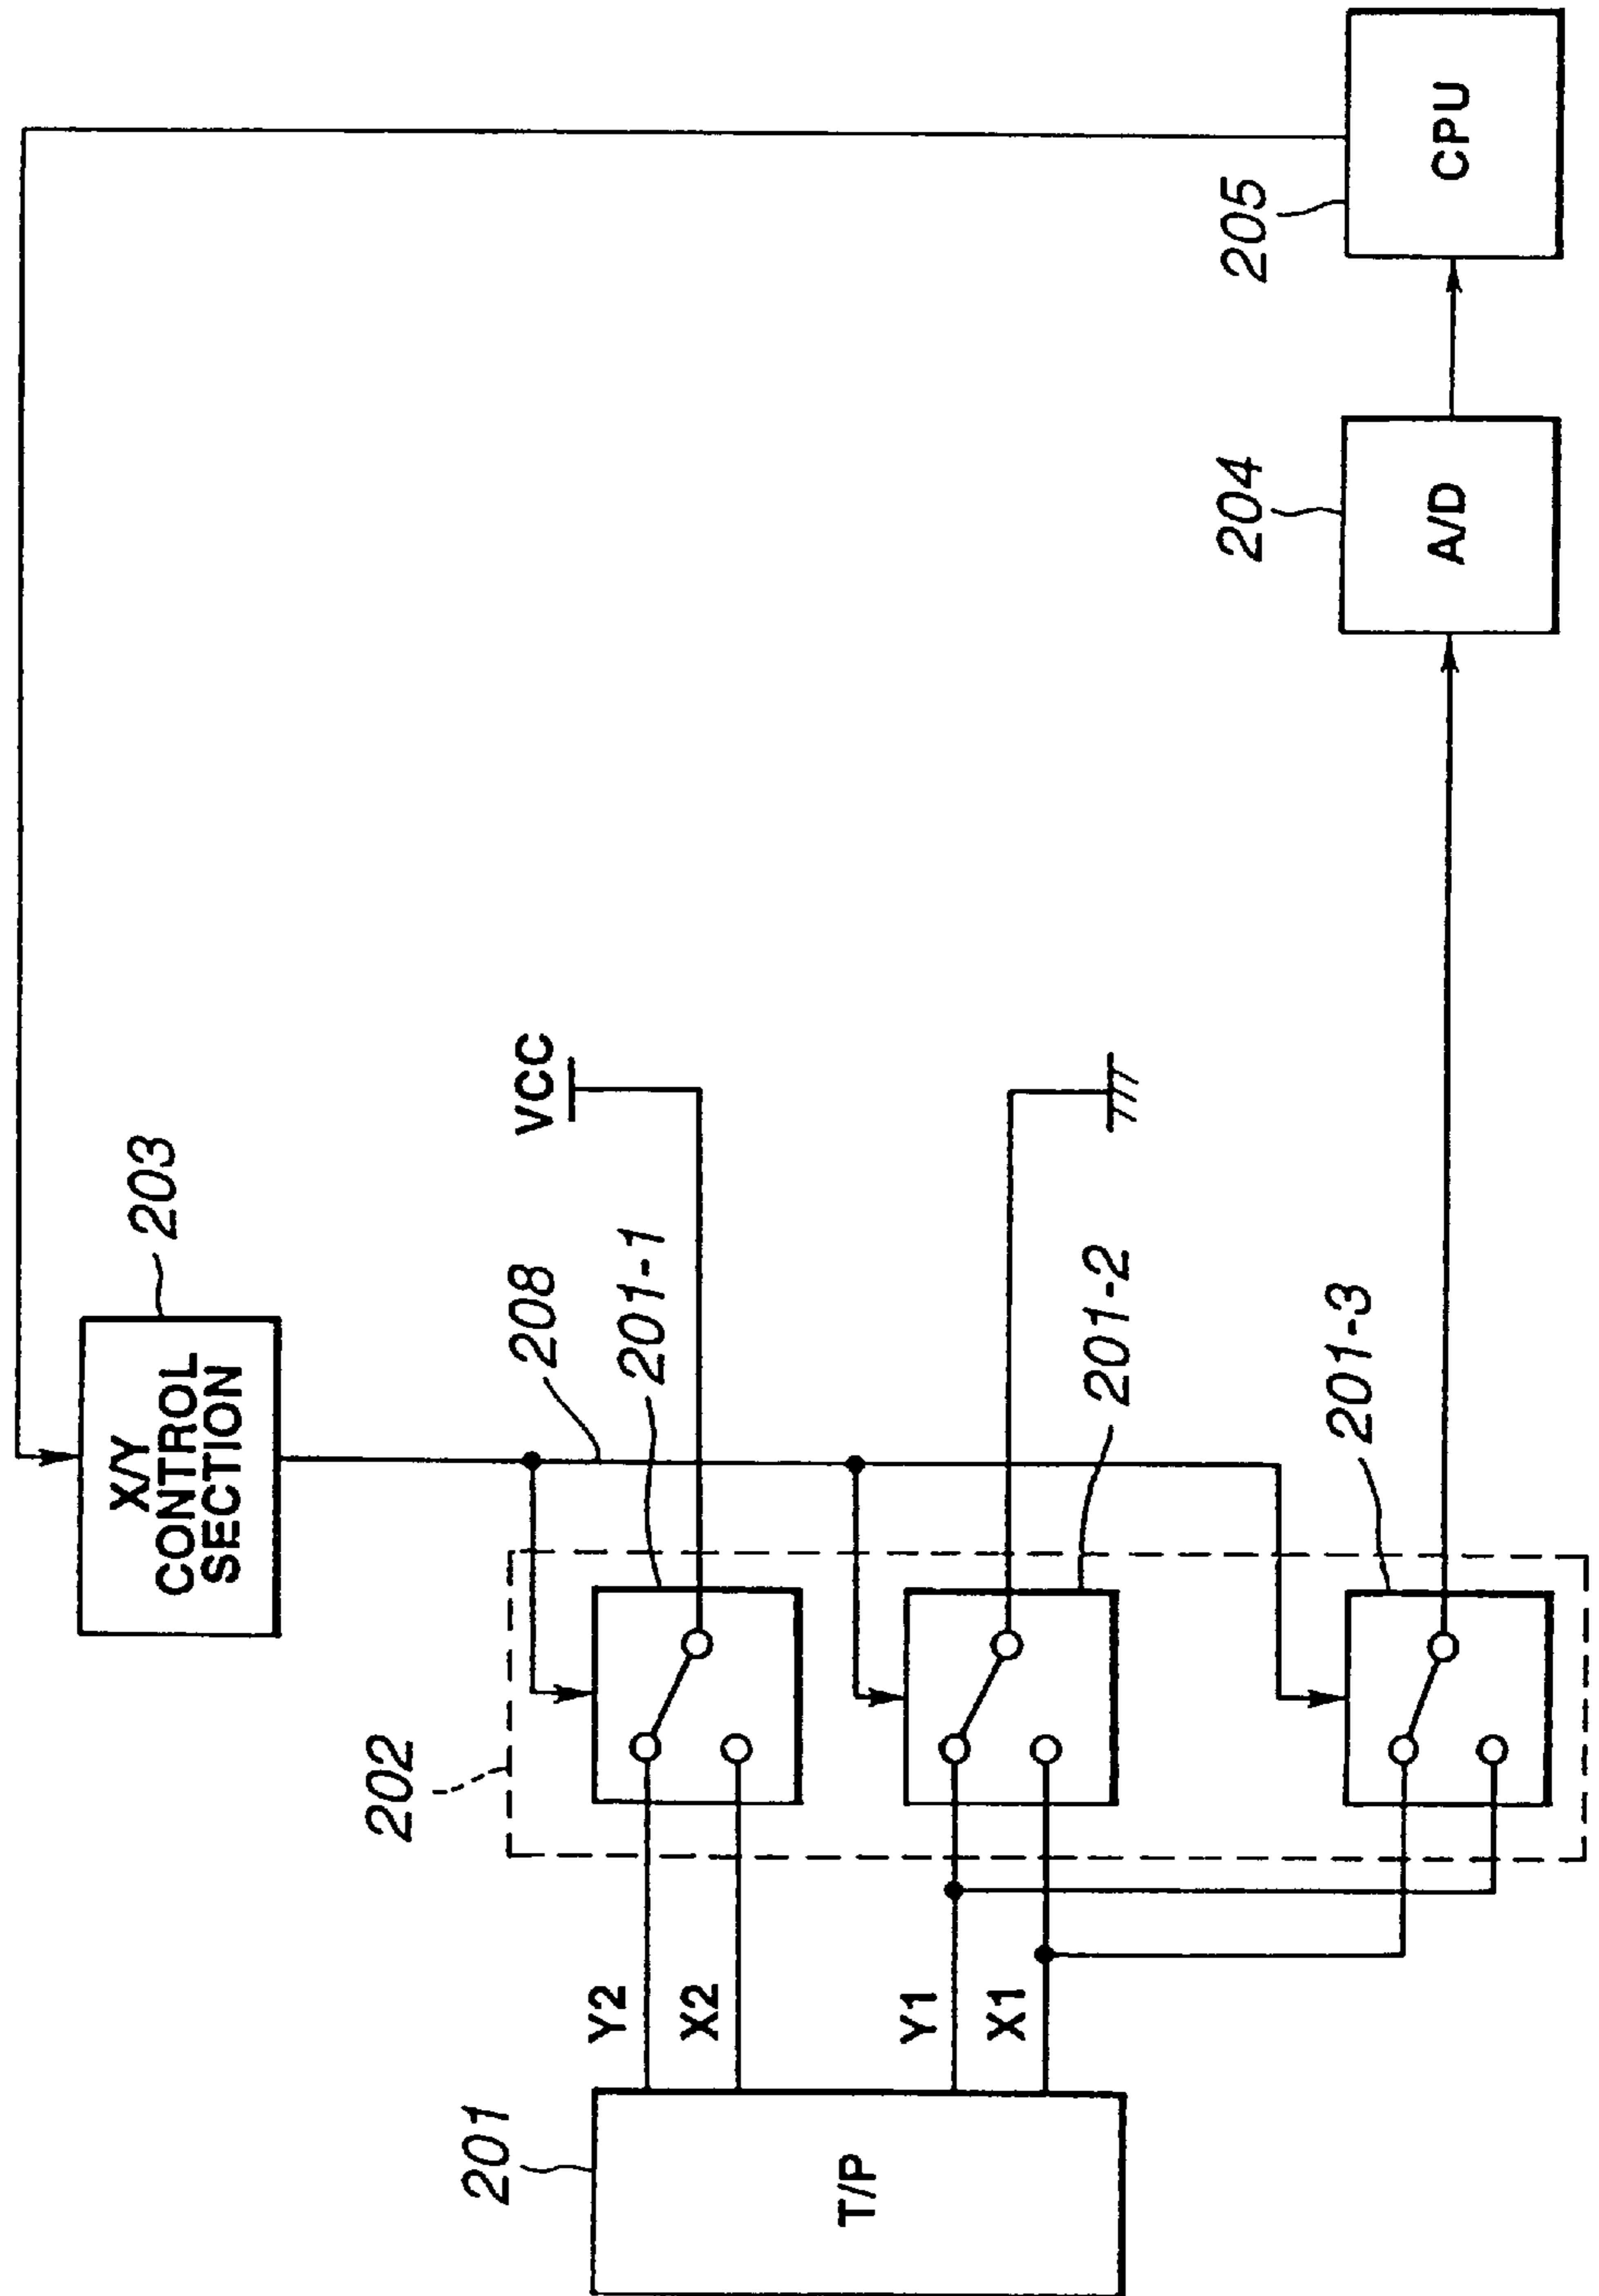 X/Y
CONTROL
SECTION
203
VCC
208
201-1
202
201-2
201-3
Y2
X2
Y1
X1
201
T/P
204
A/D
205
CPU